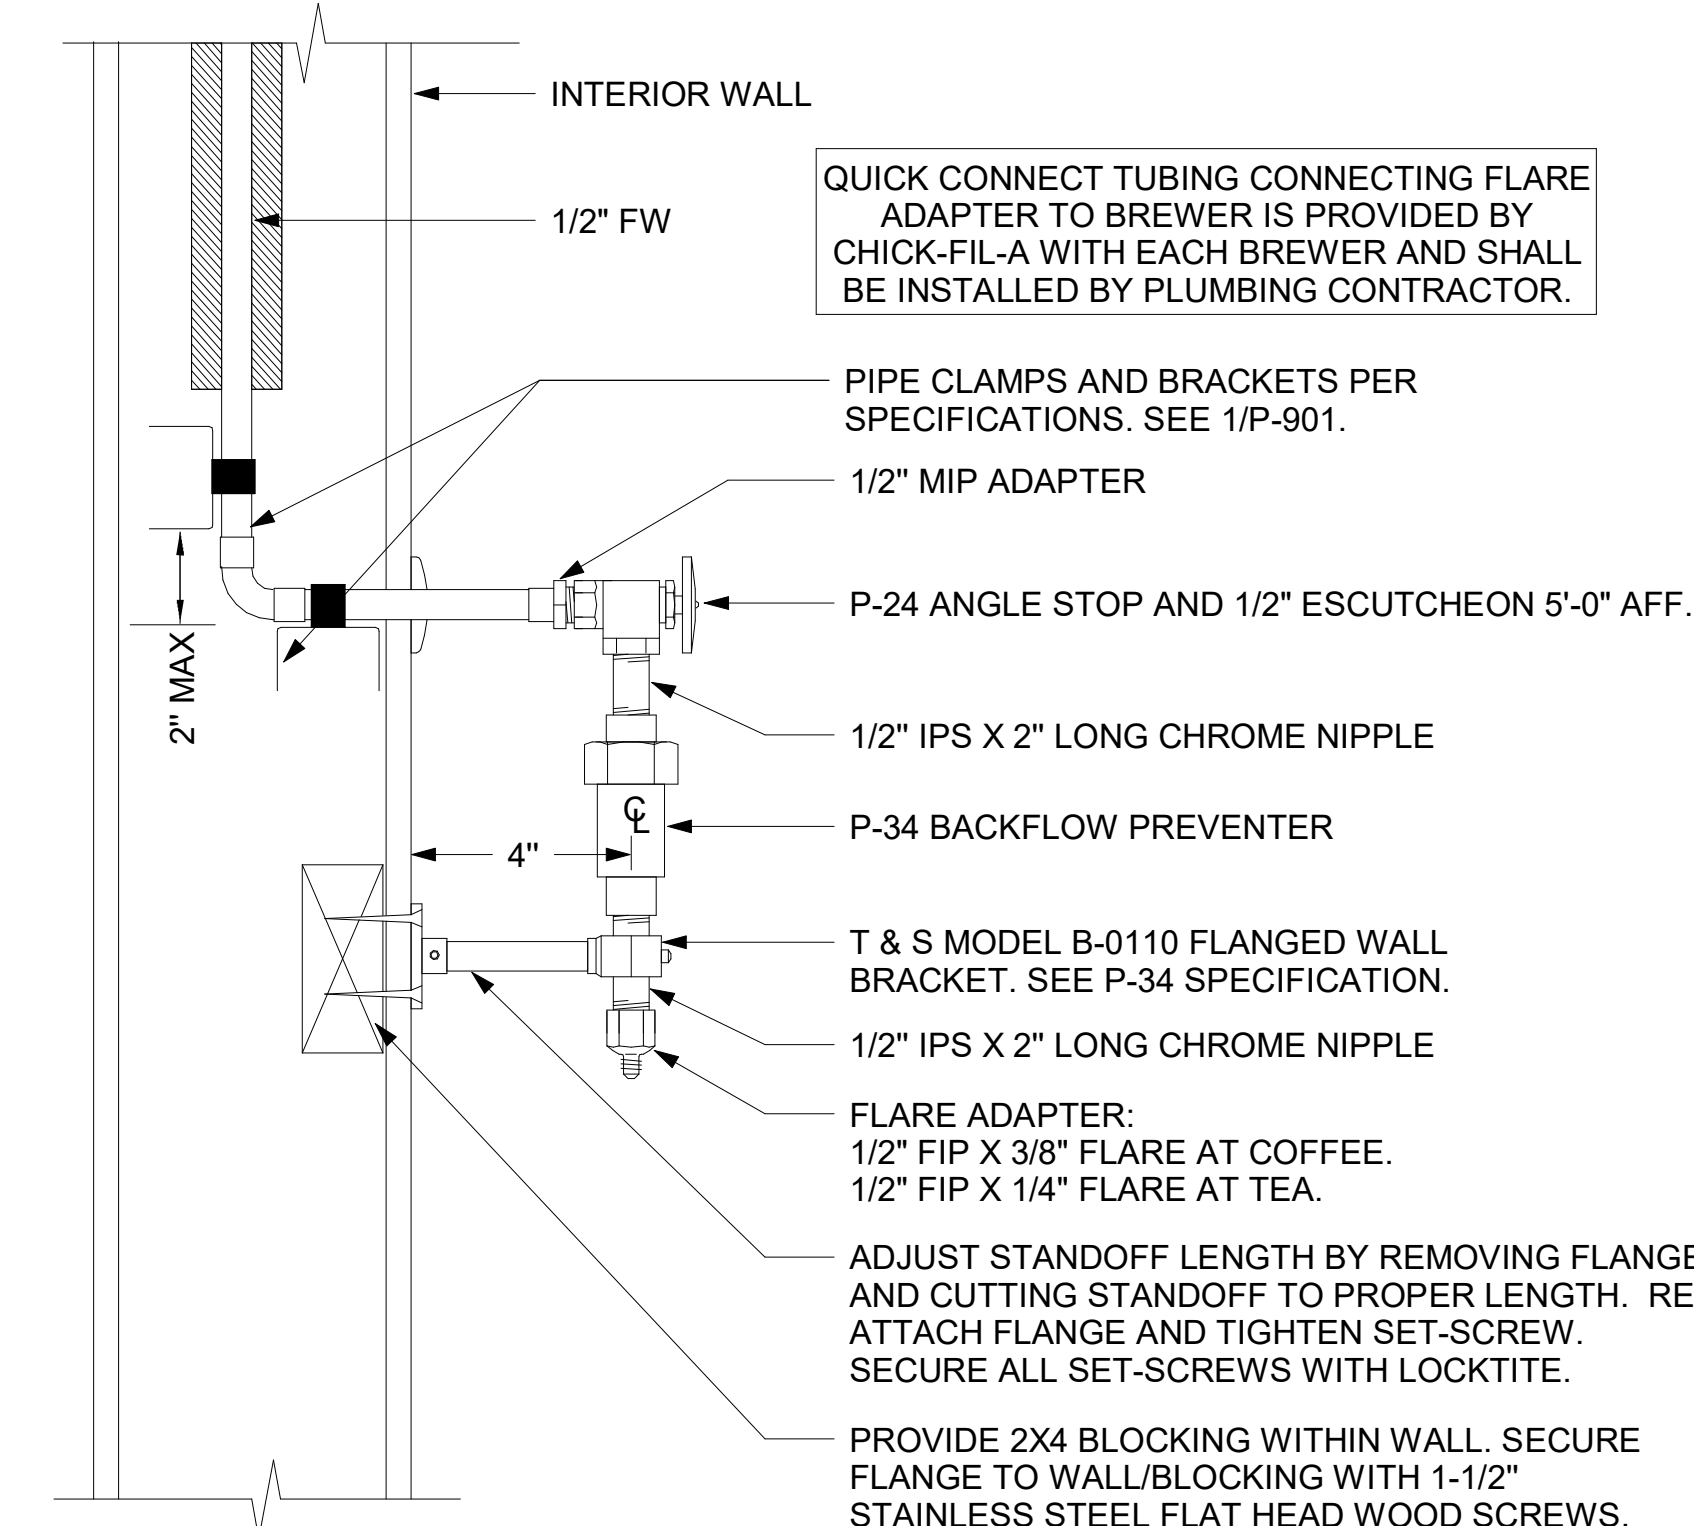 INTERIOR WALL
QUICK CONNECT TUBING CONNECTING FLARE
ADAPTER TO BREWER IS PROVIDED BY
CHICK-FIL-A WITH EACH BREWER AND SHALL
BE INSTALLED BY PLUMBING CONTRACTOR.
1/2" FW
PIPE CLAMPS AND BRACKETS PER
SPECIFICATIONS. SEE 1/P-901.
1/2" MIP ADAPTER
P-24 ANGLE STOP AND 1/2" ESCUTCHEON 5'-0" AFF.
2" MAX
1/2" IPS X 2" LONG CHROME NIPPLE
CL
P-34 BACKFLOW PREVENTER
4"
T & S MODEL B-0110 FLANGED WALL
BRACKET. SEE P-34 SPECIFICATION.
1/2" IPS X 2" LONG CHROME NIPPLE
FLARE ADAPTER:
1/2" FIP X 3/8" FLARE AT COFFEE.
1/2" FIP X 1/4" FLARE AT TEA.
ADJUST STANDOFF LENGTH BY REMOVING FLANGE
AND CUTTING STANDOFF TO PROPER LENGTH. RE
ATTACH FLANGE AND TIGHTEN SET-SCREW.
SECURE ALL SET-SCREWS WITH LOCKTITE.
PROVIDE 2X4 BLOCKING WITHIN WALL. SECURE
FLANGE TO WALL/BLOCKING WITH 1-1/2"
STAINLESS STEEL FLAT HEAD WOOD SCREWS.